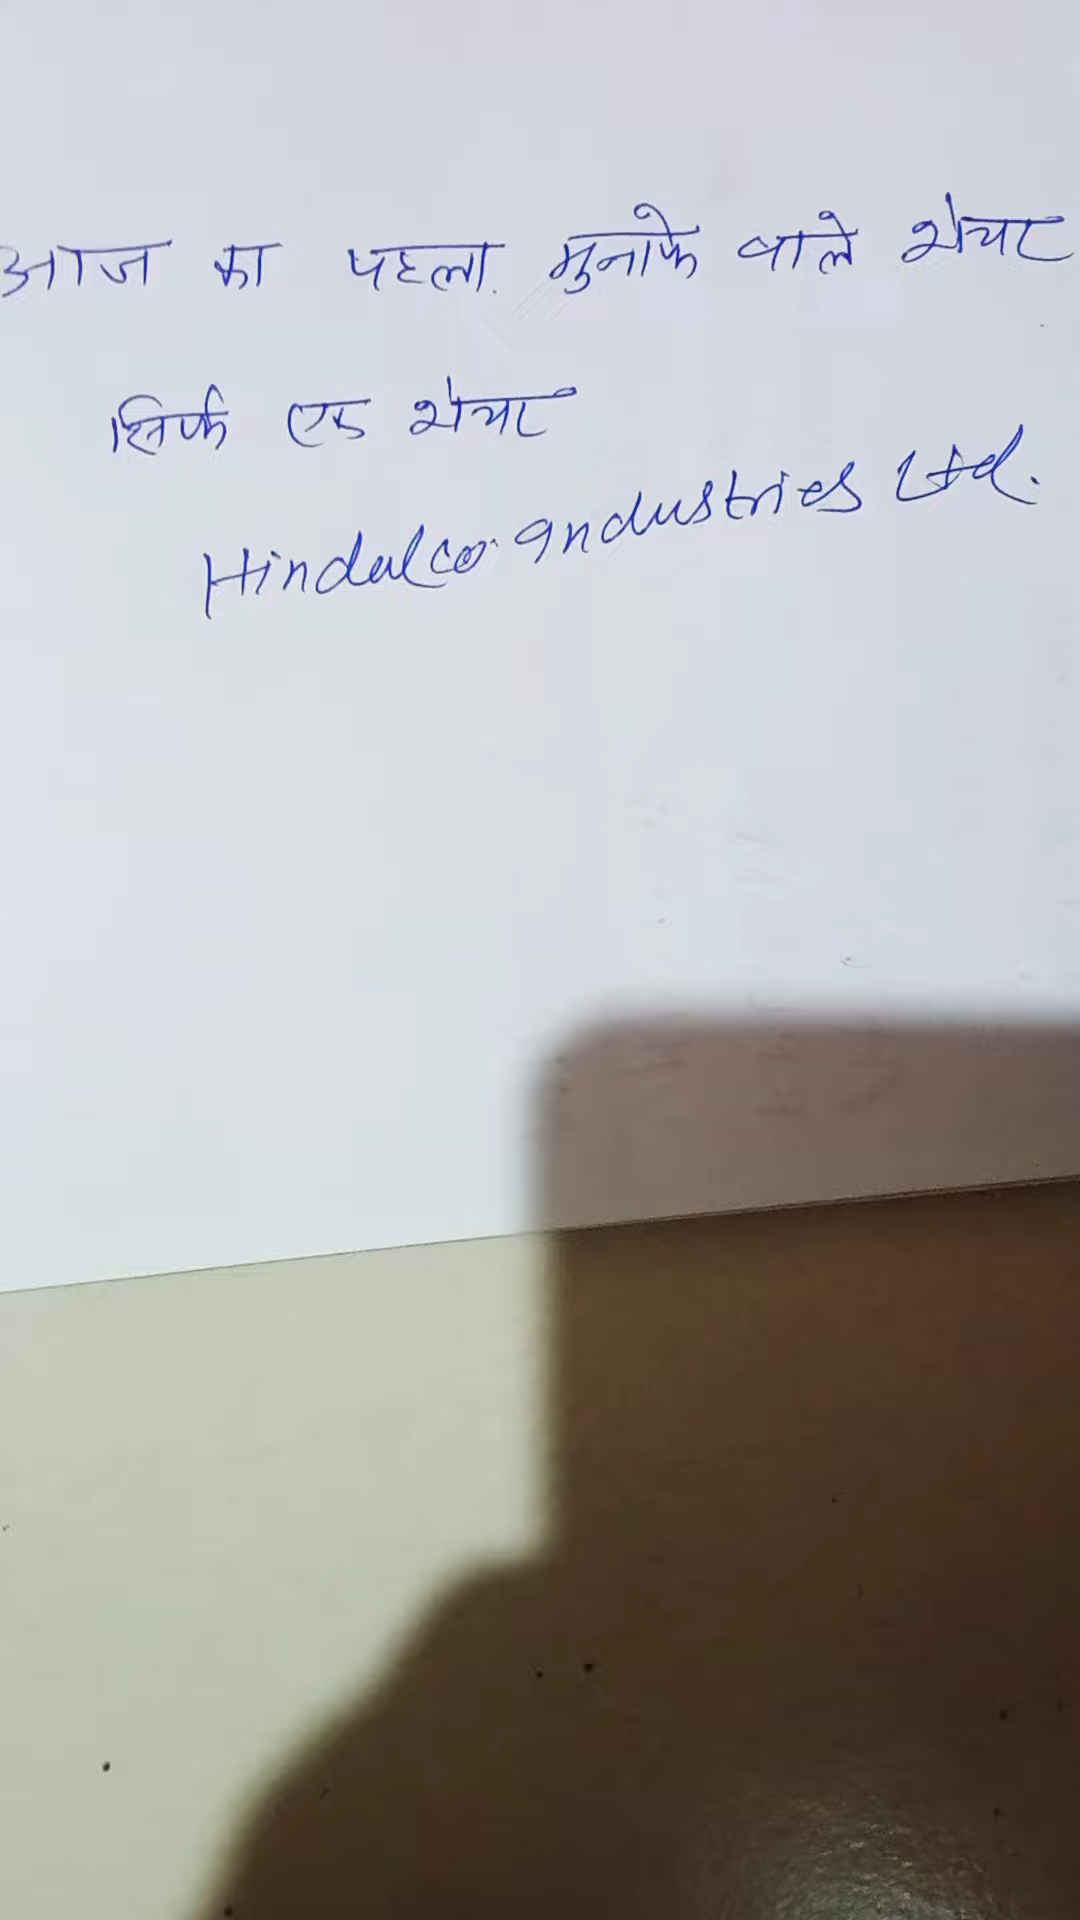 आज का पहला मुनाफे वाले शेयर
सिर्फ एक शेयर
Hindalco Industries Ltd.